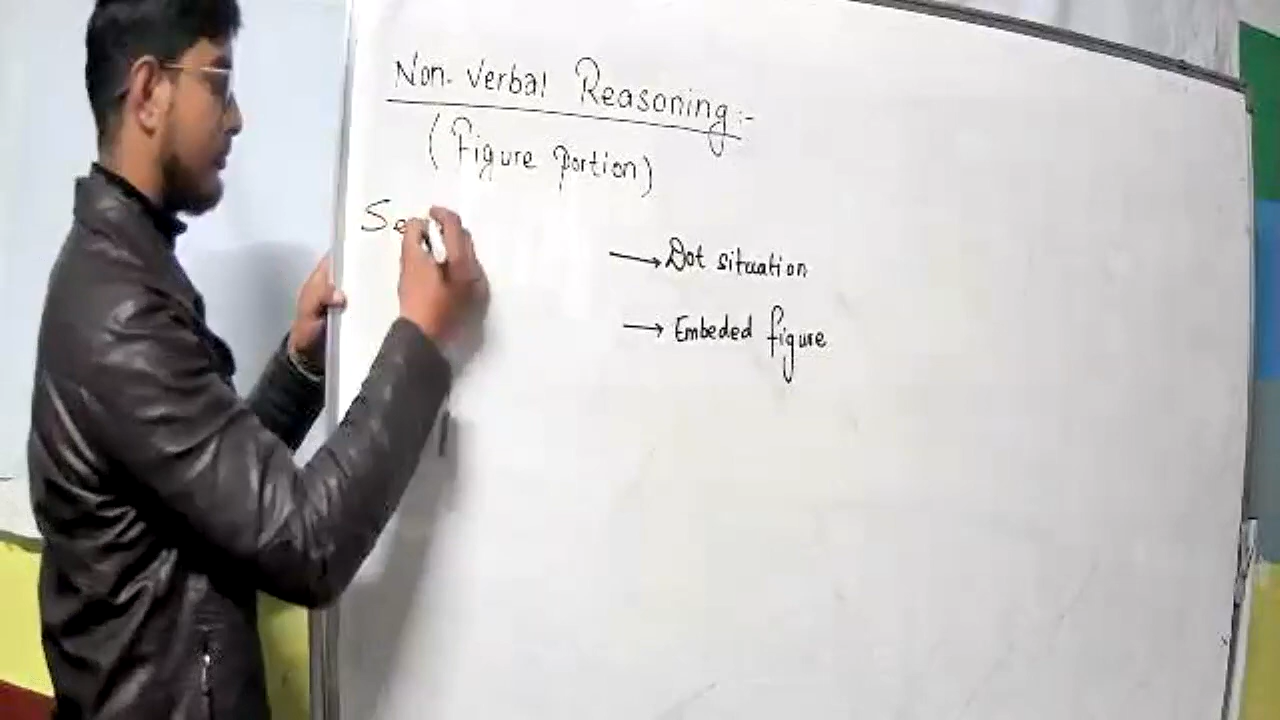 Non-Verbal Reasoning:-
(Figure portion)
Se
→ Dot situation
→ Embeded figure